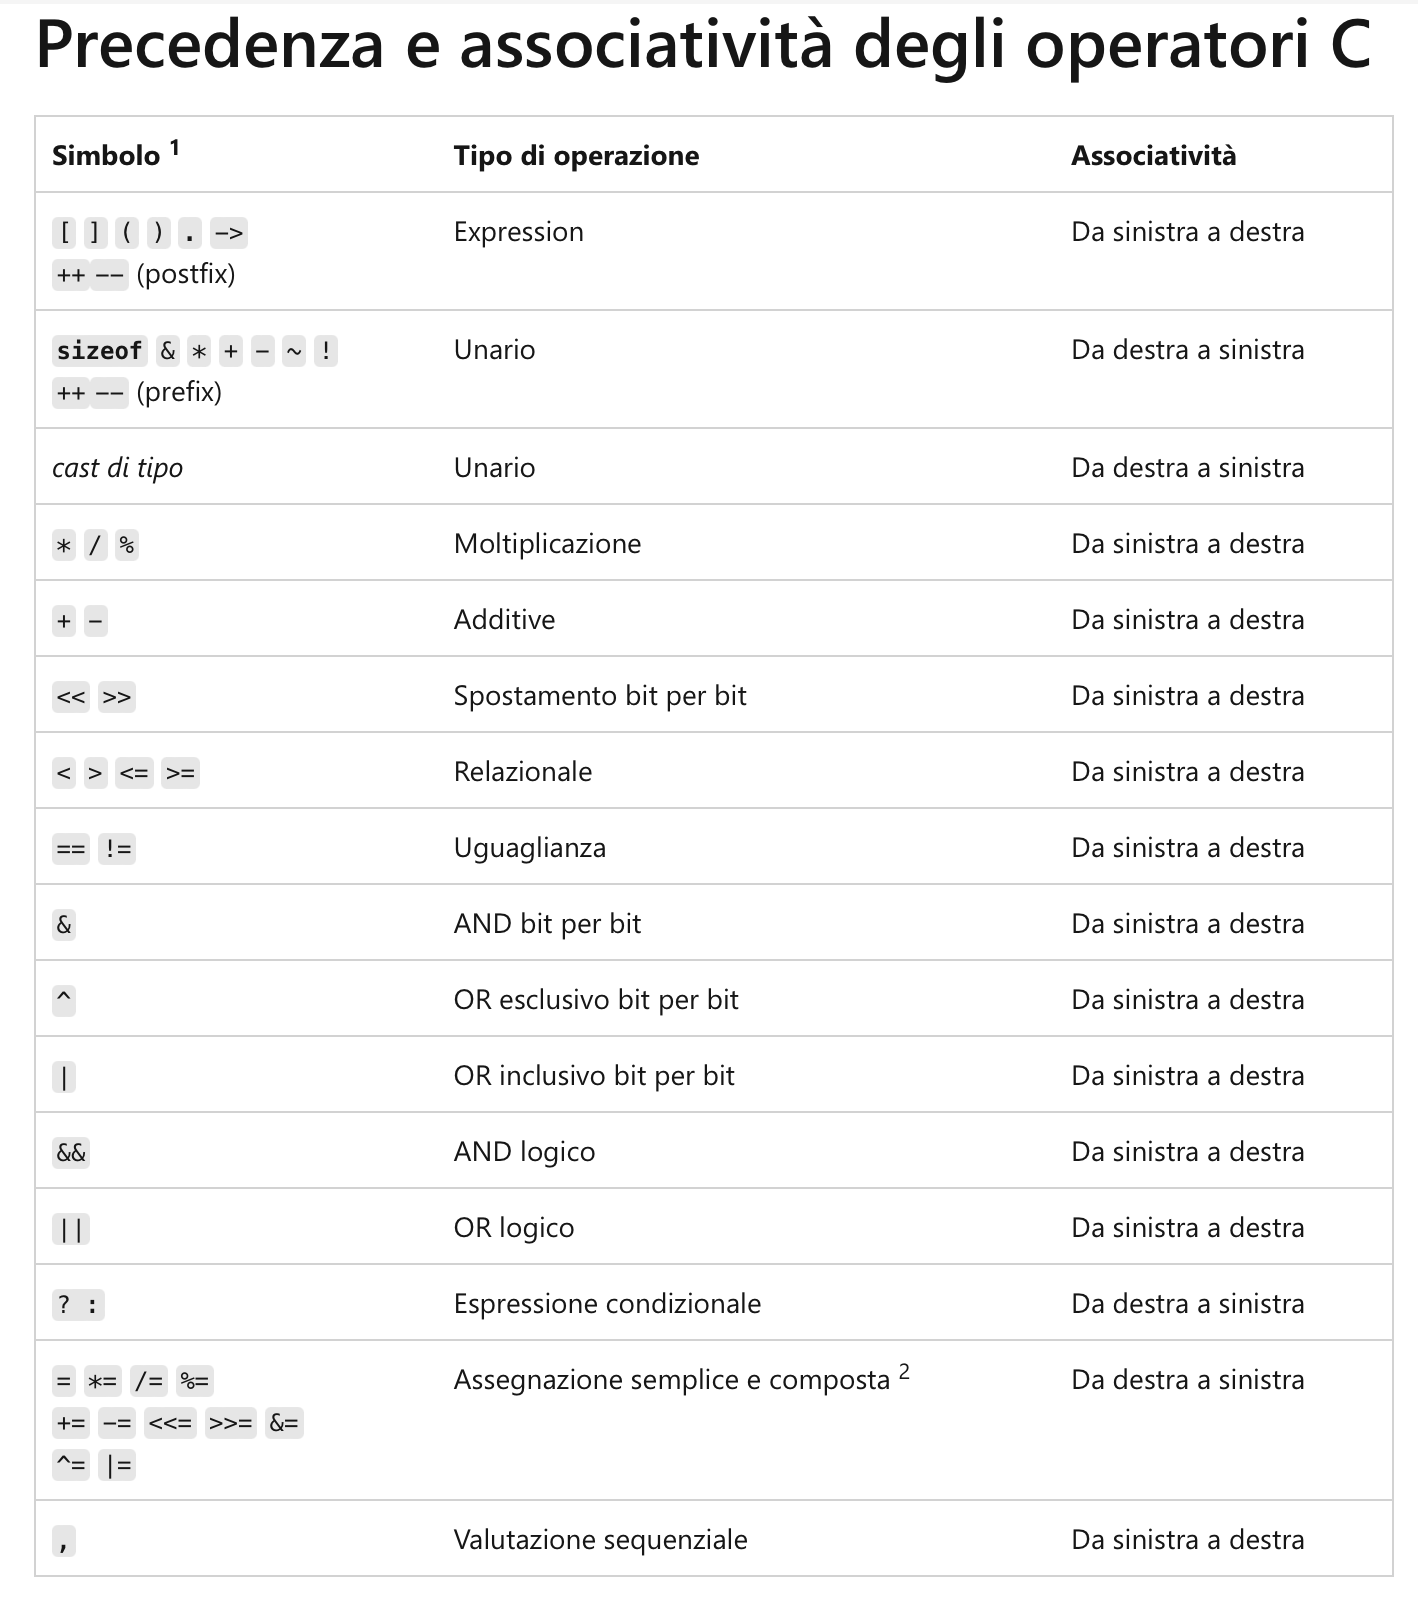 Precedenza e associatività degli operatori C
Simbolo 1 Tipo di operazione Associatività
[ ] ( ) . -> Expression Da sinistra a destra
++ -- (postfix)
sizeof & * + - ~ ! Unario Da destra a sinistra
++ -- (prefix)
cast di tipo Unario Da destra a sinistra
* / % Moltiplicazione Da sinistra a destra
+ - Additive Da sinistra a destra
<< >> Spostamento bit per bit Da sinistra a destra
< > <= >= Relazionale Da sinistra a destra
== != Uguaglianza Da sinistra a destra
& AND bit per bit Da sinistra a destra
^ OR esclusivo bit per bit Da sinistra a destra
| OR inclusivo bit per bit Da sinistra a destra
&& AND logico Da sinistra a destra
|| OR logico Da sinistra a destra
? : Espressione condizionale Da destra a sinistra
= *= /= %= Assegnazione semplice e composta 2 Da destra a sinistra
+= -= <<= >>= &=
^= |=
, Valutazione sequenziale Da sinistra a destra